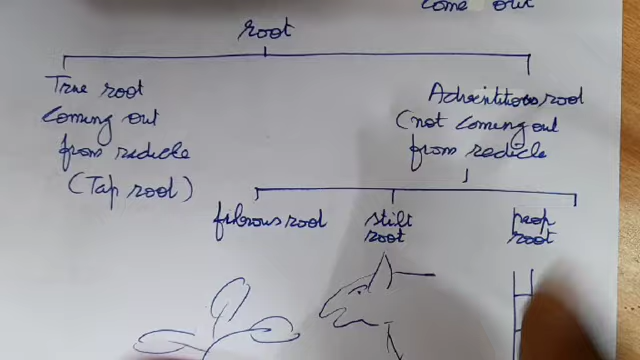 come out
root
True root
coming out
from radicle
(Tap root)
Adventitious root
(not coming out
from radicle
fibrous root
stilt
root
prop
root